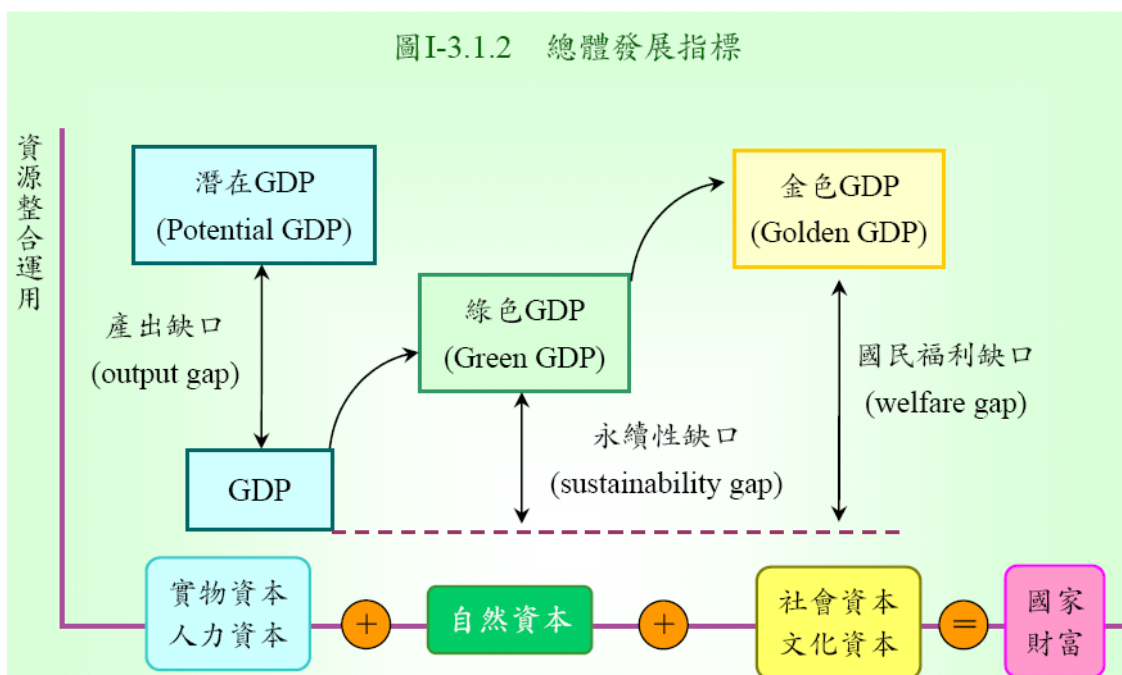 圖I-3.1.2 總體發展指標
資源整合運用
潛在GDP
(Potential GDP)
金色GDP
(Golden GDP)
綠色GDP
(Green GDP)
產出缺口
(output gap)
國民福利缺口
(welfare gap)
永續性缺口
(sustainability gap)
GDP
實物資本
人力資本
+
自然資本
+
社會資本
文化資本
=
國家
財富